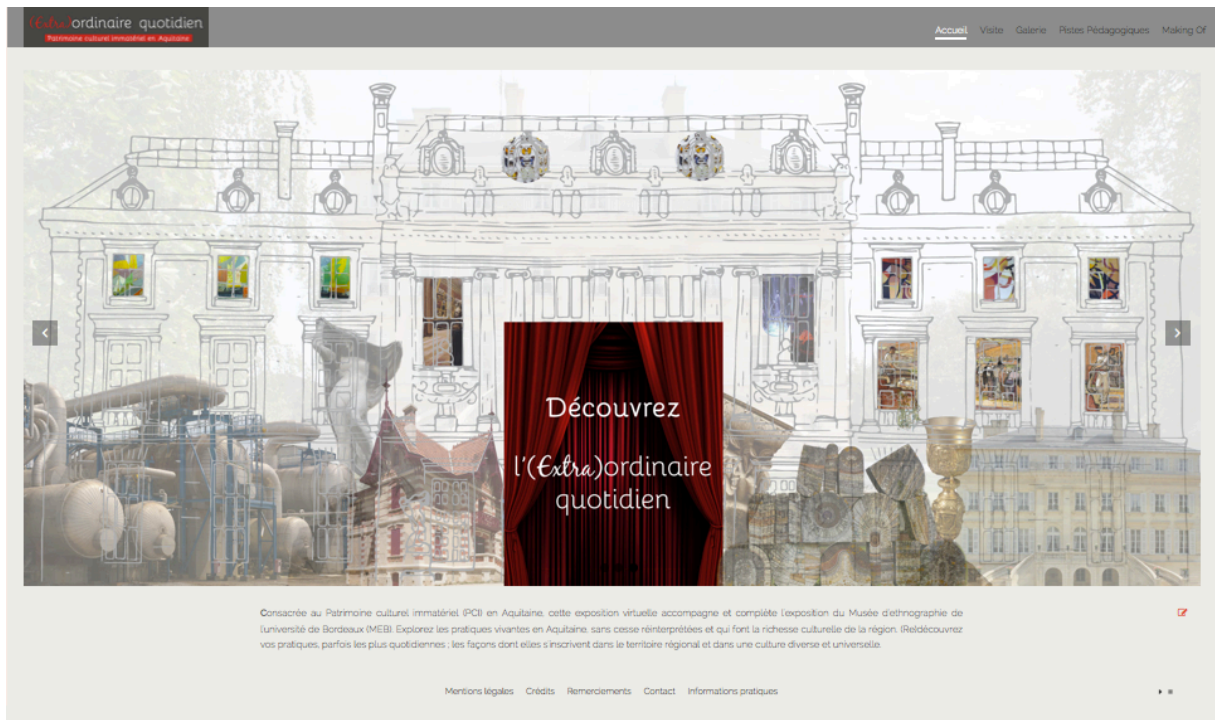 (Extra)ordinaire quotidien
Patrimoine culturel immatériel en Aquitaine
Accueil Visite Galerie Pistes Pédagogiques Making Of
Découvrez
l'(Extra)ordinaire
quotidien
Consacrée au Patrimoine culturel immatériel (PCI) en Aquitaine, cette exposition virtuelle accompagne et complète l'exposition du Musée d'ethnographie de
l'université de Bordeaux (MEB). Explorez les pratiques vivantes en Aquitaine, sans cesse réinterprétées et qui font la richesse culturelle de la région. (Re)découvrez
vos pratiques, parfois les plus quotidiennes ; les façons dont elles s'inscrivent dans le territoire régional et dans une culture diverse et universelle.
Mentions légales Crédits Remerciements Contact Informations pratiques